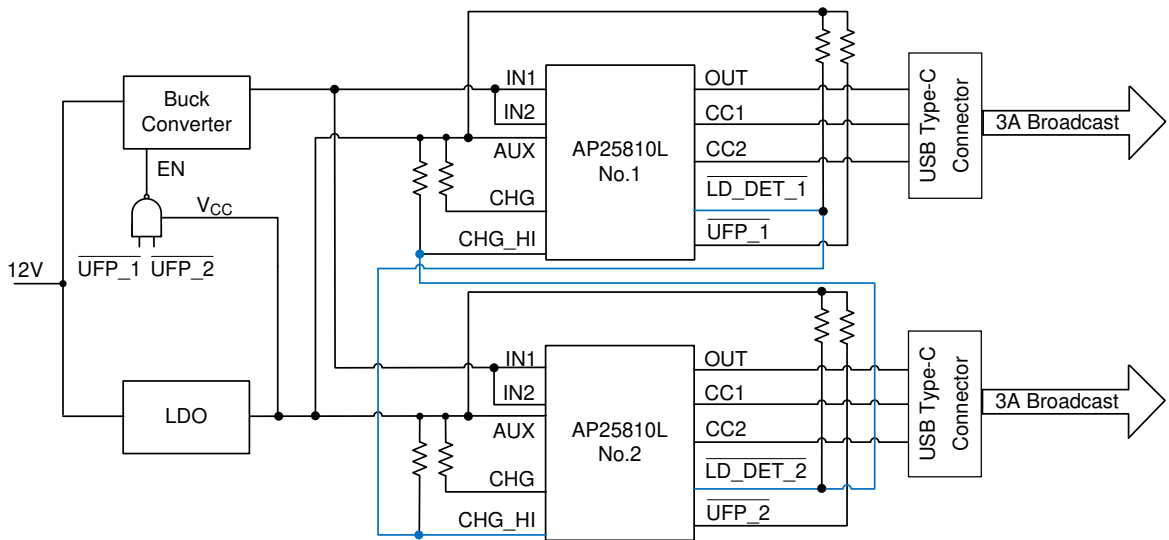 Buck
Converter
EN
V_CC
UFP_1 UFP_2
12V
LDO
IN1
IN2
AUX
CHG
CHG_HI
AP25810L
No.1
OUT
CC1
CC2
LD_DET_1
UFP_1
USB Type-C
Connector
3A Broadcast
IN1
IN2
AUX
CHG
CHG_HI
AP25810L
No.2
OUT
CC1
CC2
LD_DET_2
UFP_2
USB Type-C
Connector
3A Broadcast